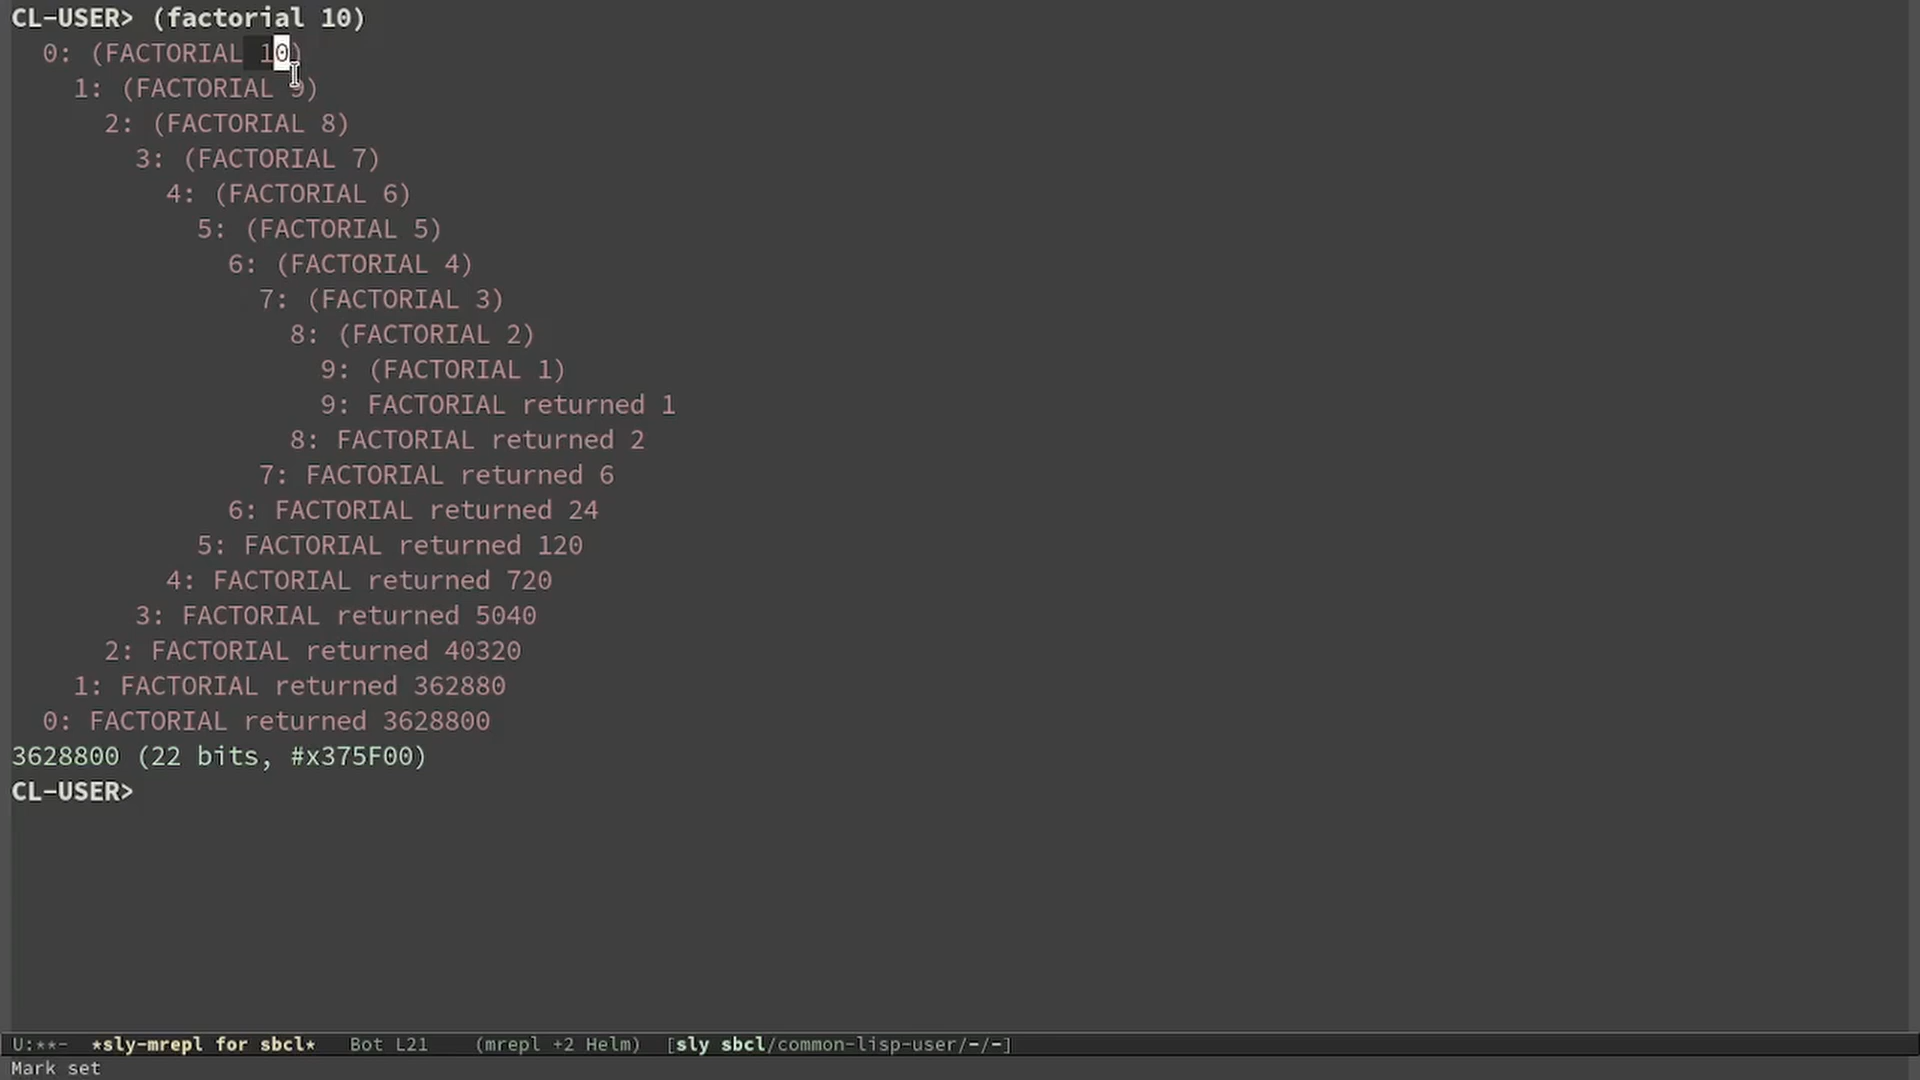 CL-USER> (factorial 10)
  0: (FACTORIAL 10)
    1: (FACTORIAL 9)
      2: (FACTORIAL 8)
        3: (FACTORIAL 7)
          4: (FACTORIAL 6)
            5: (FACTORIAL 5)
              6: (FACTORIAL 4)
                7: (FACTORIAL 3)
                  8: (FACTORIAL 2)
                    9: (FACTORIAL 1)
                    9: FACTORIAL returned 1
                  8: FACTORIAL returned 2
                7: FACTORIAL returned 6
              6: FACTORIAL returned 24
            5: FACTORIAL returned 120
          4: FACTORIAL returned 720
        3: FACTORIAL returned 5040
      2: FACTORIAL returned 40320
    1: FACTORIAL returned 362880
  0: FACTORIAL returned 3628800
3628800 (22 bits, #x375F00)
CL-USER>
U:**-  *sly-mrepl for sbcl*   Bot L21   (mrepl +2 Helm)  [sly sbcl/common-lisp-user/-/-]
Mark set